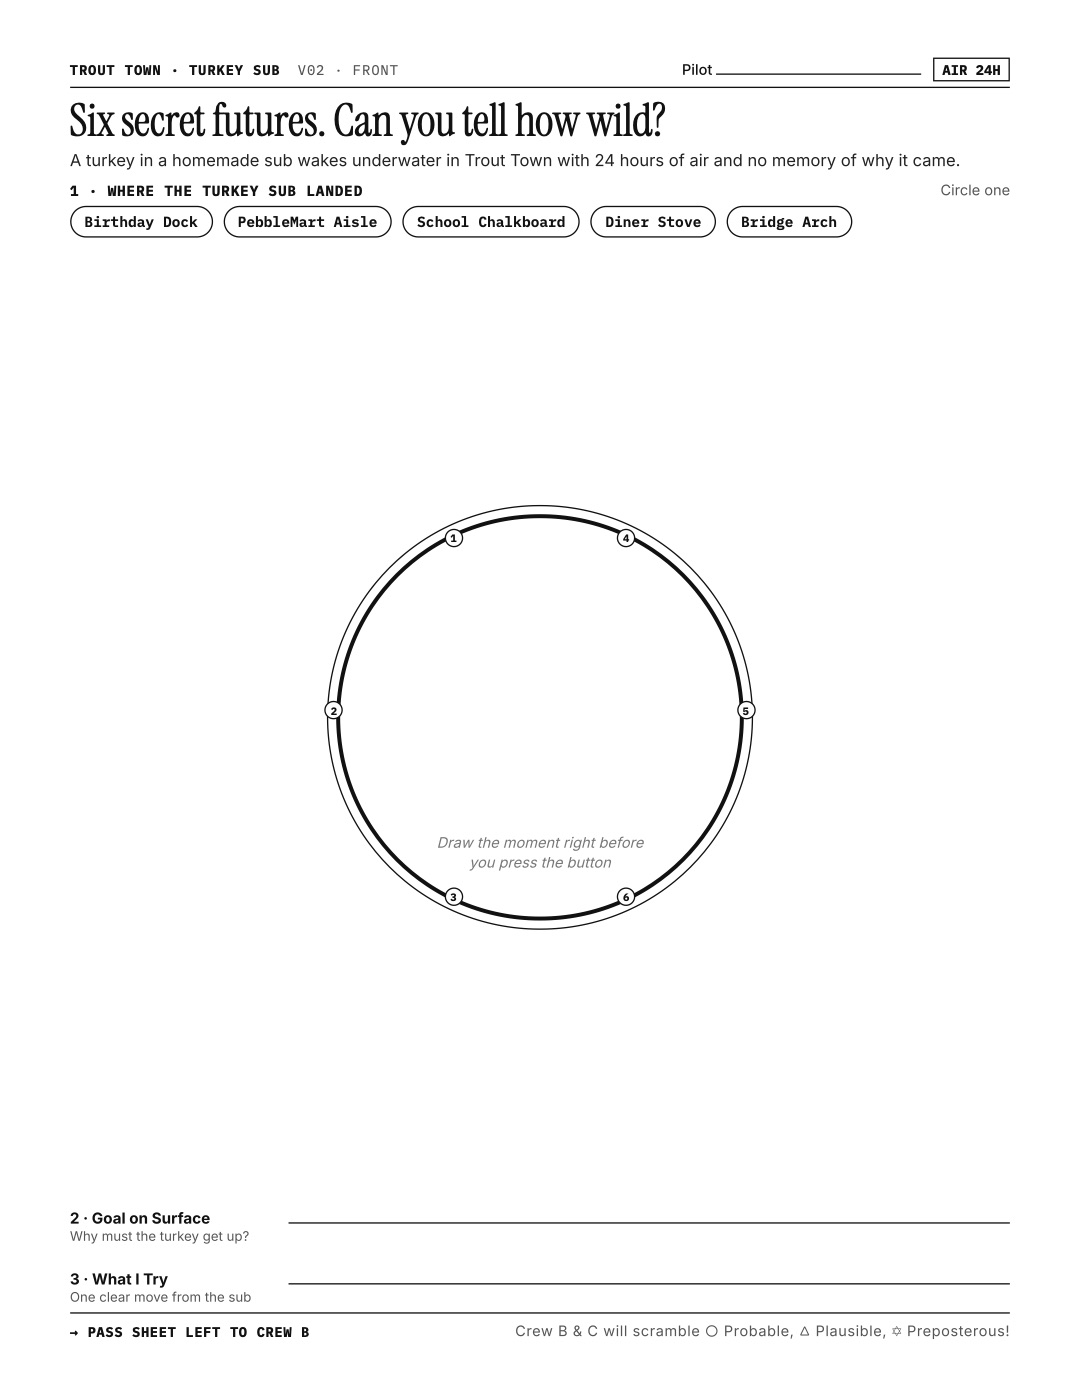 TROUT TOWN · TURKEY SUB V02 · FRONT Pilot AIR 24H
Six secret futures. Can you tell how wild?
A turkey in a homemade sub wakes underwater in Trout Town with 24 hours of air and no memory of why it came.
1 · WHERE THE TURKEY SUB LANDED Circle one
Birthday Dock PebbleMart Aisle School Chalkboard Diner Stove Bridge Arch
1 4
2 5
Draw the moment right before
you press the button
3 6
2 · Goal on Surface
Why must the turkey get up?
3 · What I Try
One clear move from the sub
→ PASS SHEET LEFT TO CREW B Crew B & C will scramble ○ Probable, △ Plausible, ✡ Preposterous!